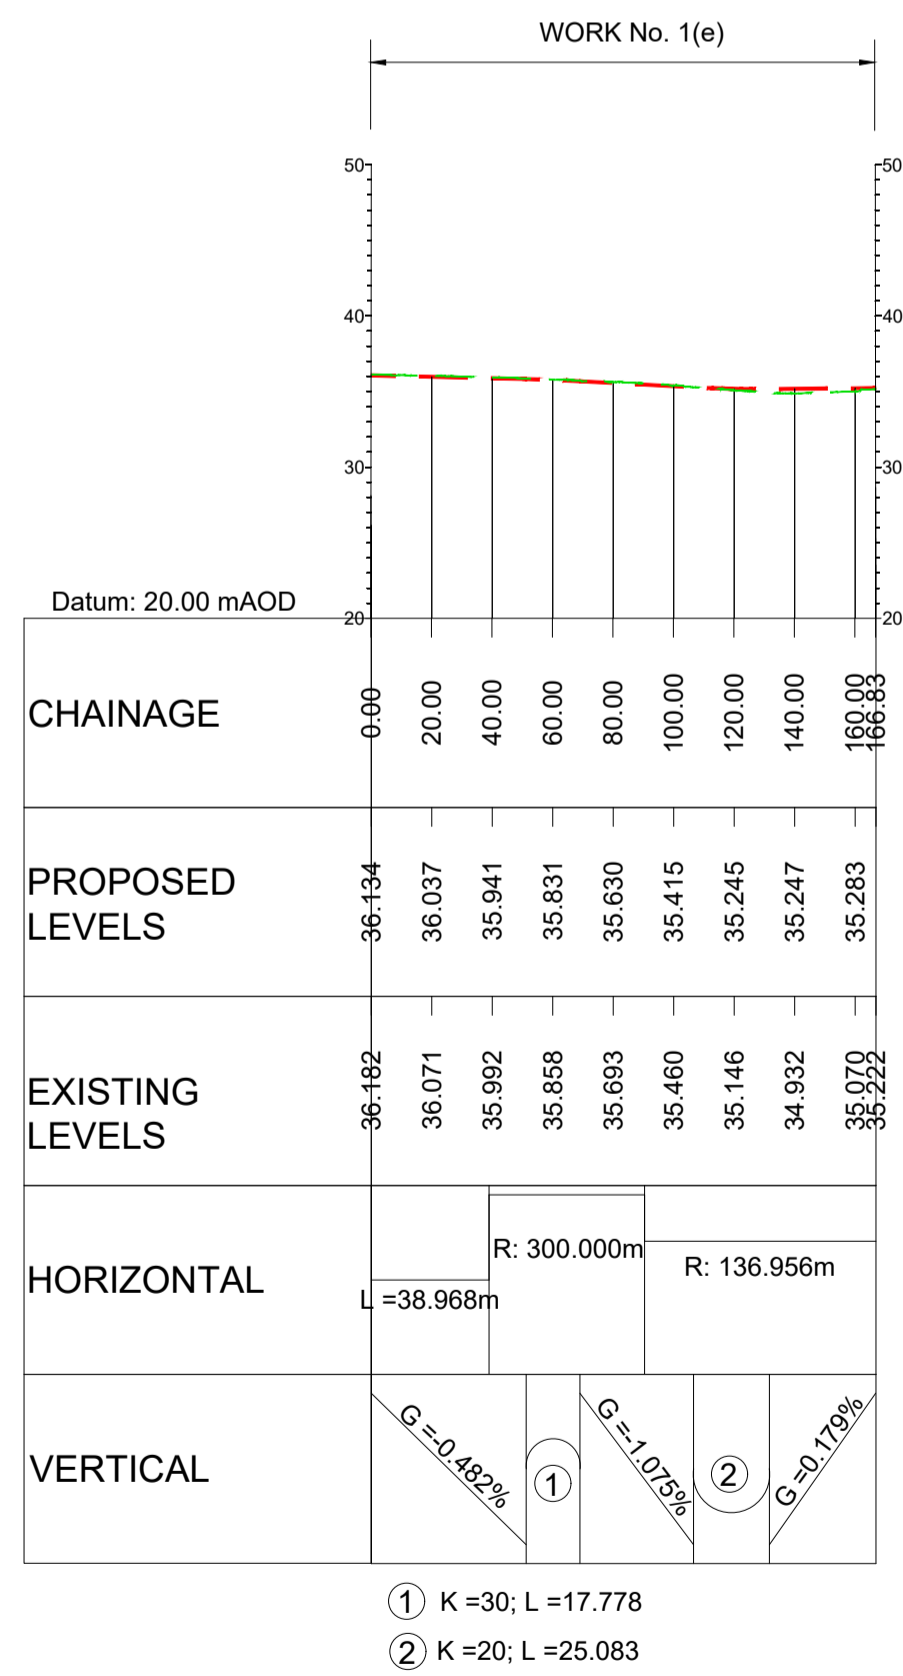 WORK No. 1(e)
50
50
40
40
30
30
Datum: 20.00 mAOD
20
20
CHAINAGE
0.00
20.00
40.00
60.00
80.00
100.00
120.00
140.00
160.00
166.83
PROPOSED
LEVELS
36.134
36.037
35.941
35.831
35.630
35.415
35.245
35.247
35.283
EXISTING
LEVELS
36.182
36.071
35.992
35.858
35.693
35.460
35.146
34.932
35.070
35.222
HORIZONTAL
L =38.968m
R: 300.000m
R: 136.956m
VERTICAL
G =-0.482%
1
G =-1.075%
2
G =0.179%
1 K =30; L =17.778
2 K =20; L =25.083